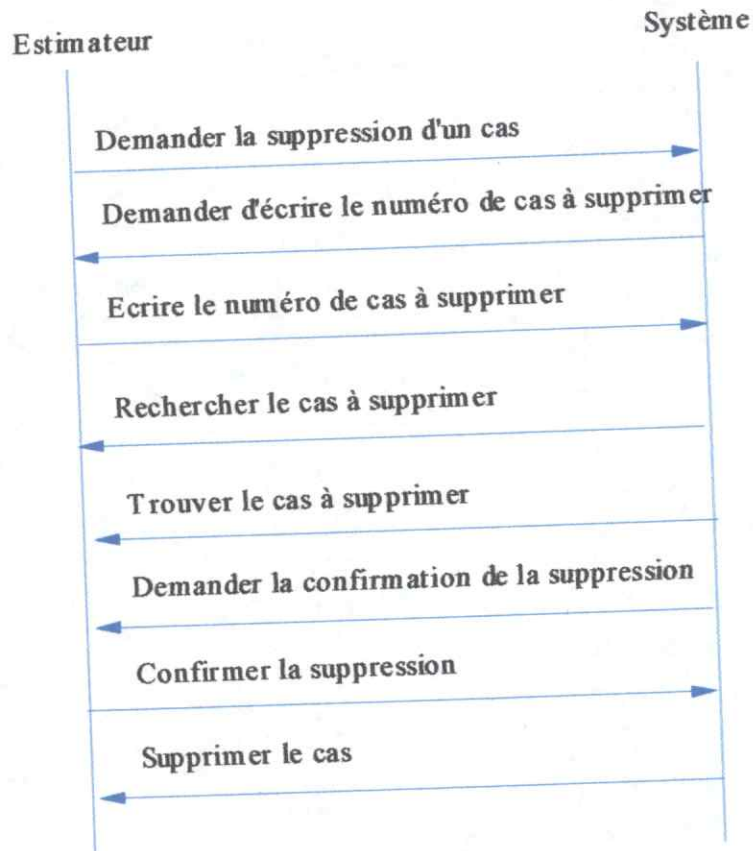 Estimateur
Système
Demander la suppression d'un cas
Demander d'écrire le numéro de cas à supprimer
Ecrire le numéro de cas à supprimer
Rechercher le cas à supprimer
Trouver le cas à supprimer
Demander la confirmation de la suppression
Confirmer la suppression
Supprimer le cas